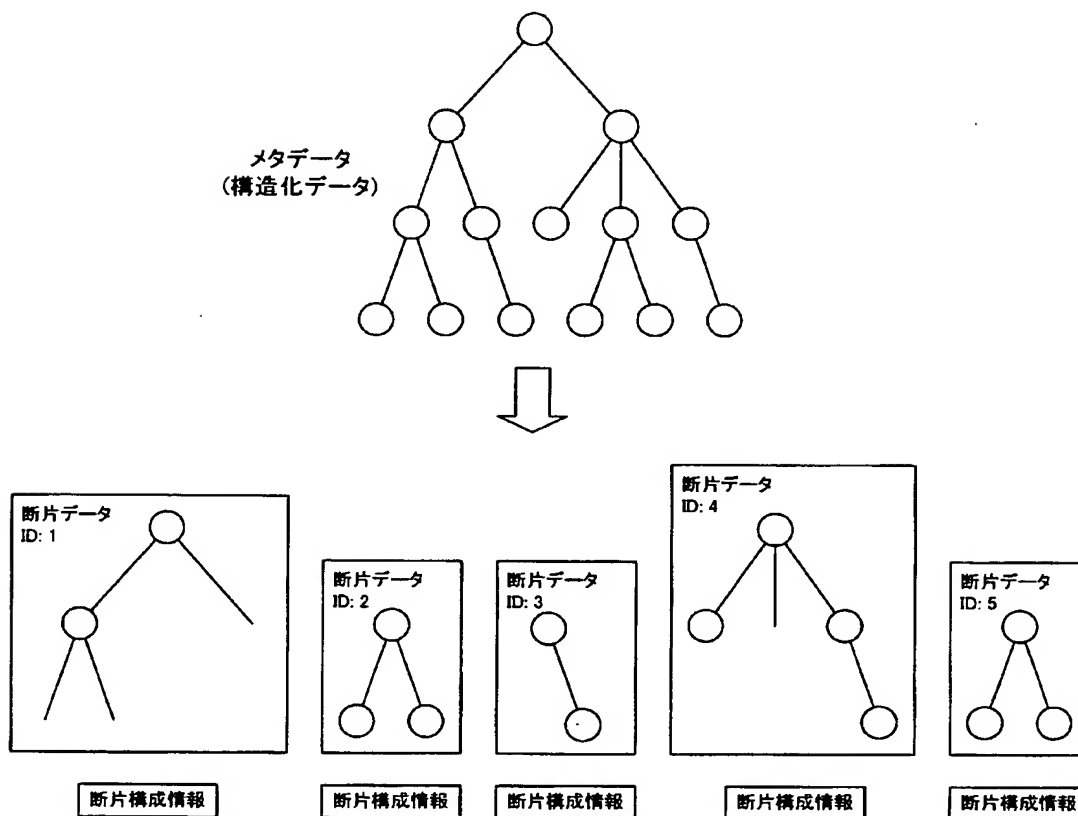 メタデータ
(構造化データ)
断片データ
ID: 1
断片データ
ID: 2
断片データ
ID: 3
断片データ
ID: 4
断片データ
ID: 5
断片構成情報
断片構成情報
断片構成情報
断片構成情報
断片構成情報